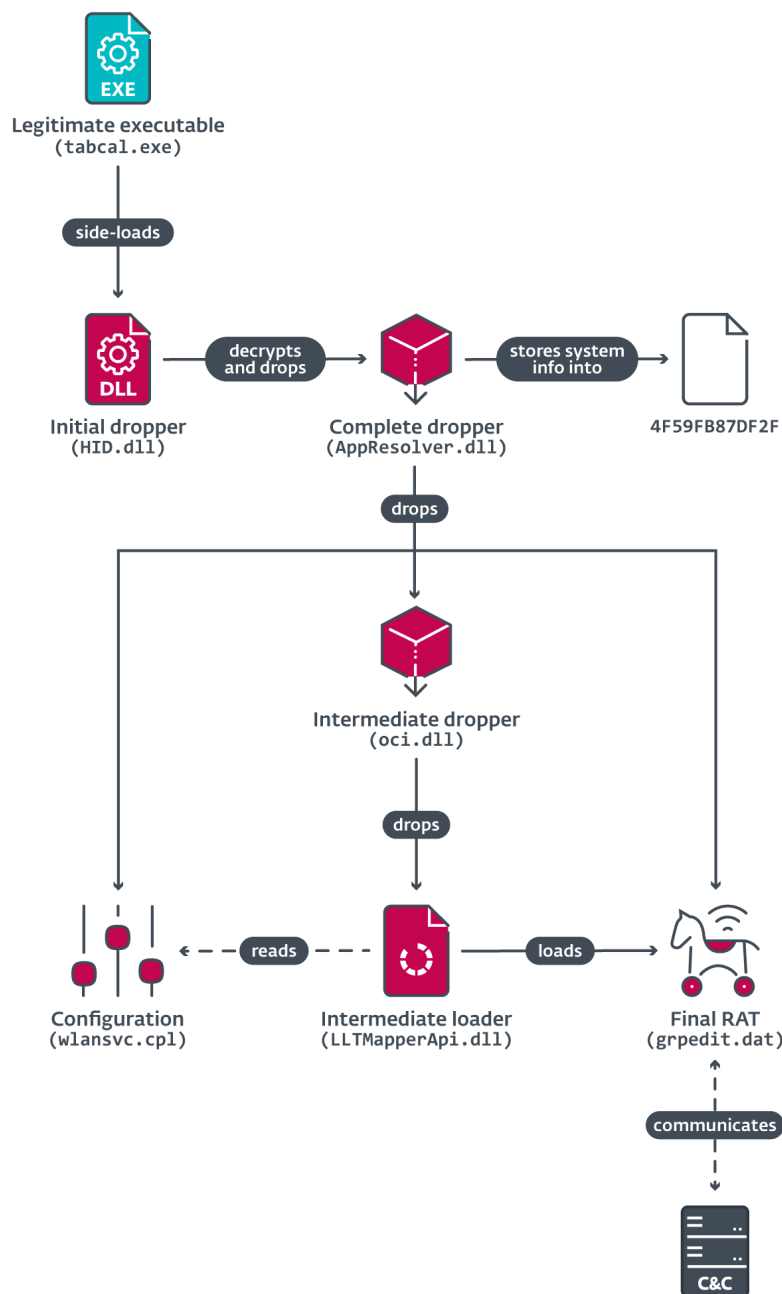 EXE
Legitimate executable
(tabcal.exe)
side-loads
DLL
decrypts
and drops
stores system
info into
Initial dropper
(HID.dll)
Complete dropper
(AppResolver.dll)
4F59FB87DF2F
drops
Intermediate dropper
(oci.dll)
drops
reads
loads
Configuration
(wlansvc.cpl)
Intermediate loader
(LLTMapperApi.dll)
Final RAT
(grpedit.dat)
communicates
C&C